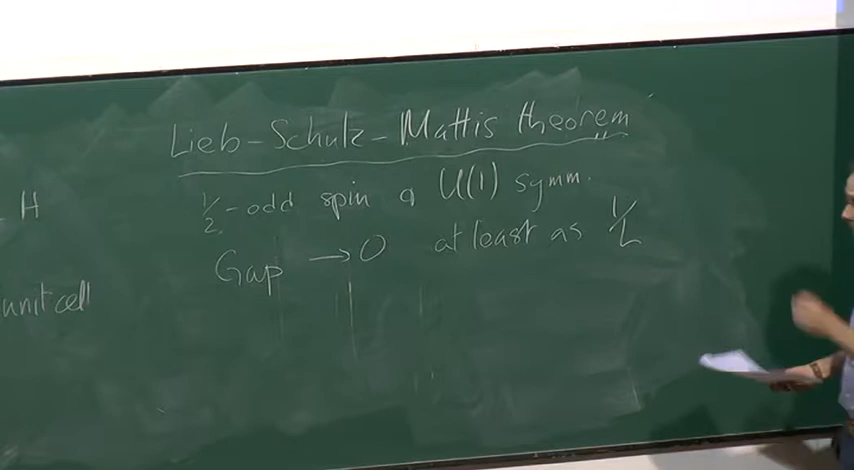 Lieb-Schulz-Mattis theorem
1/2-odd spin a U(1) symm.
H
Gap → 0 at least as 1/L
unit cell